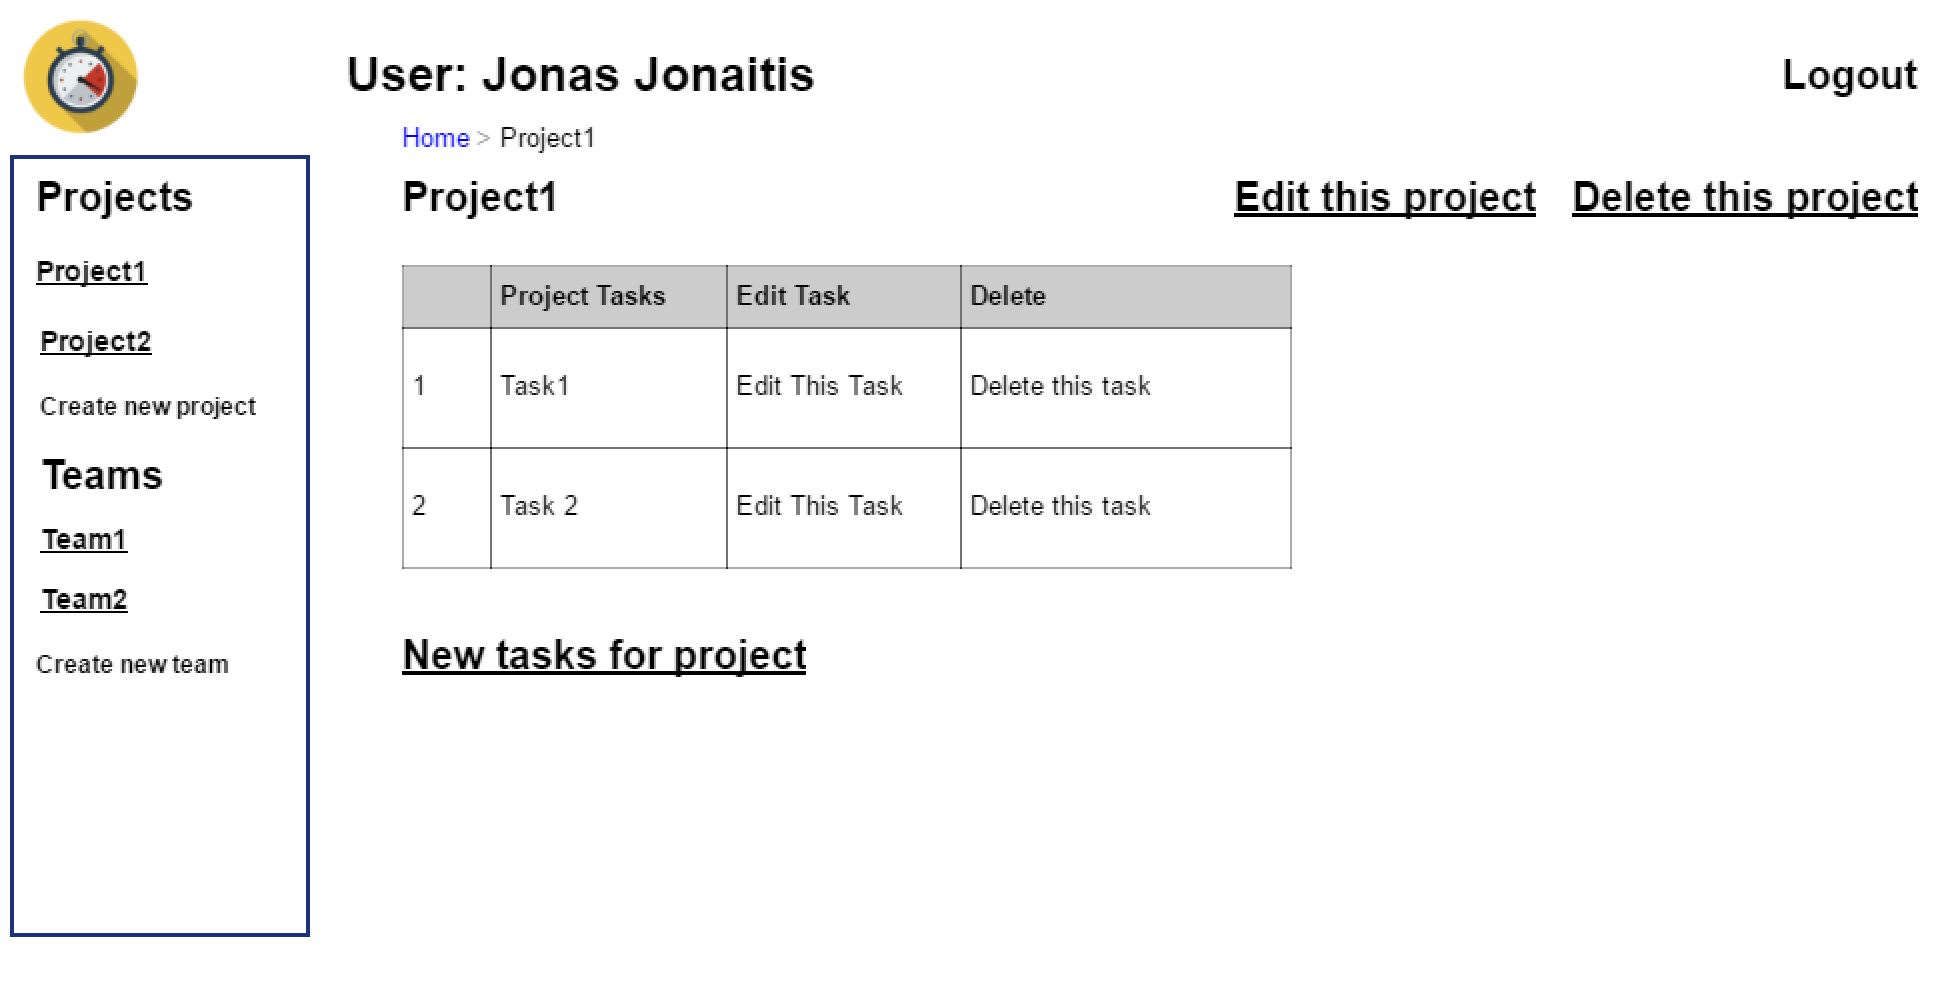 User: Jonas Jonaitis
Logout
Home > Project1
Projects
Project1
Project2
Create new project
Teams
Team1
Team2
Create new team
Project1
Edit this project
Delete this project
Project Tasks Edit Task Delete
1 Task1 Edit This Task Delete this task
2 Task 2 Edit This Task Delete this task
New tasks for project